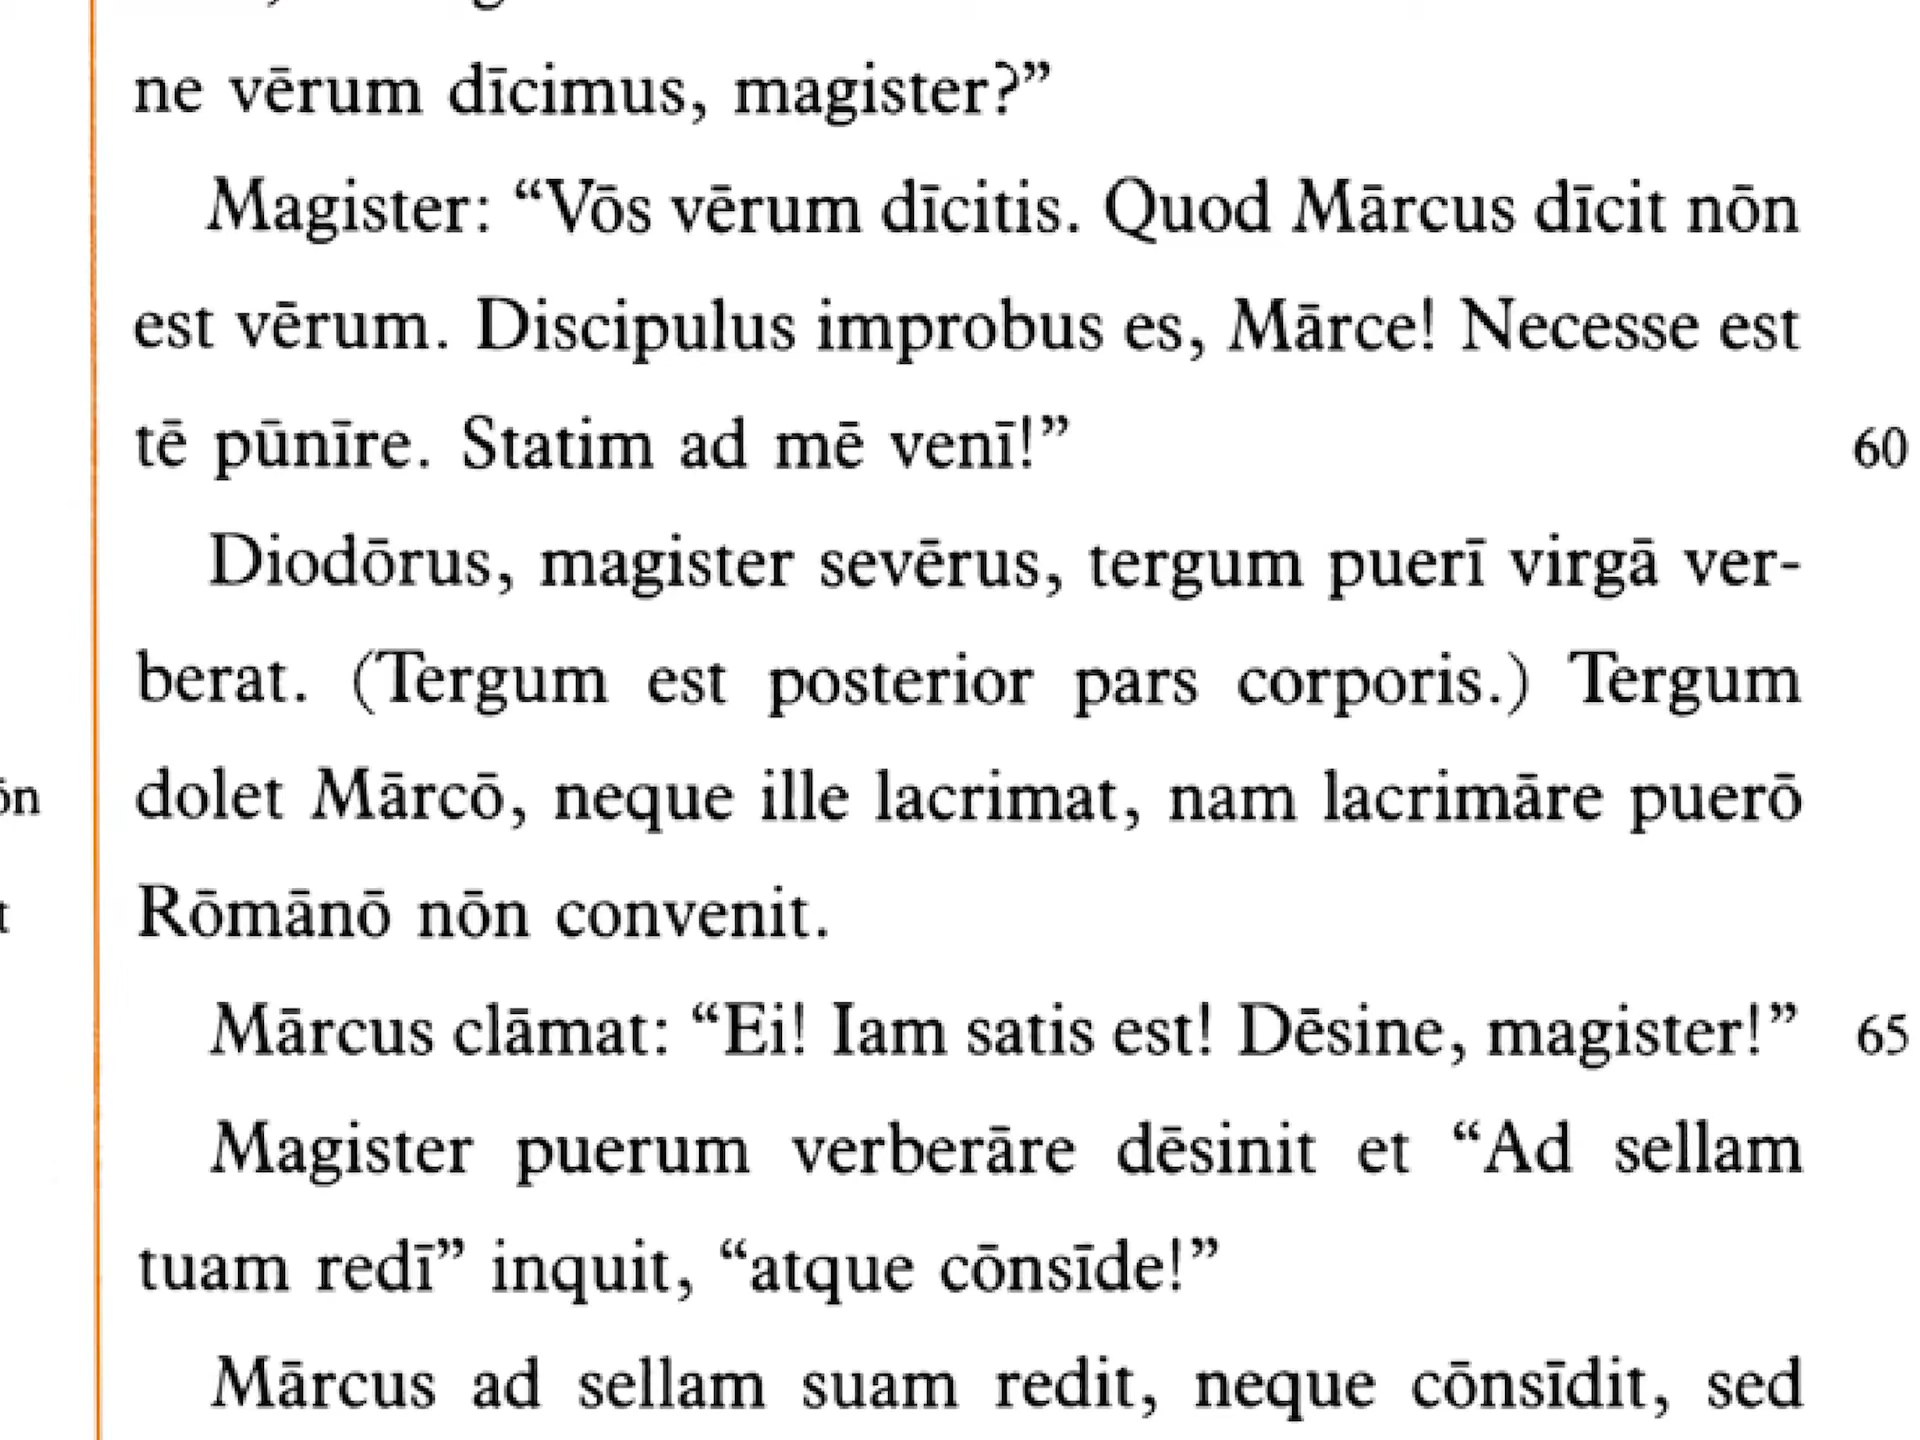 ne vērum dīcimus, magister?”
Magister: “Vōs vērum dīcitis. Quod Mārcus dīcit nōn
est vērum. Discipulus improbus es, Mārce! Necesse est
tē pūnīre. Statim ad mē venī!” 60
Diodōrus, magister sevērus, tergum puerī virgā ver-
berat. (Tergum est posterior pars corporis.) Tergum
dolet Mārcō, neque ille lacrimat, nam lacrimāre puerō
Rōmānō nōn convenit.
Mārcus clāmat: “Ei! Iam satis est! Dēsine, magister!” 65
Magister puerum verberāre dēsinit et “Ad sellam
tuam redī” inquit, “atque cōnsīde!”
Mārcus ad sellam suam redit, neque cōnsīdit, sed